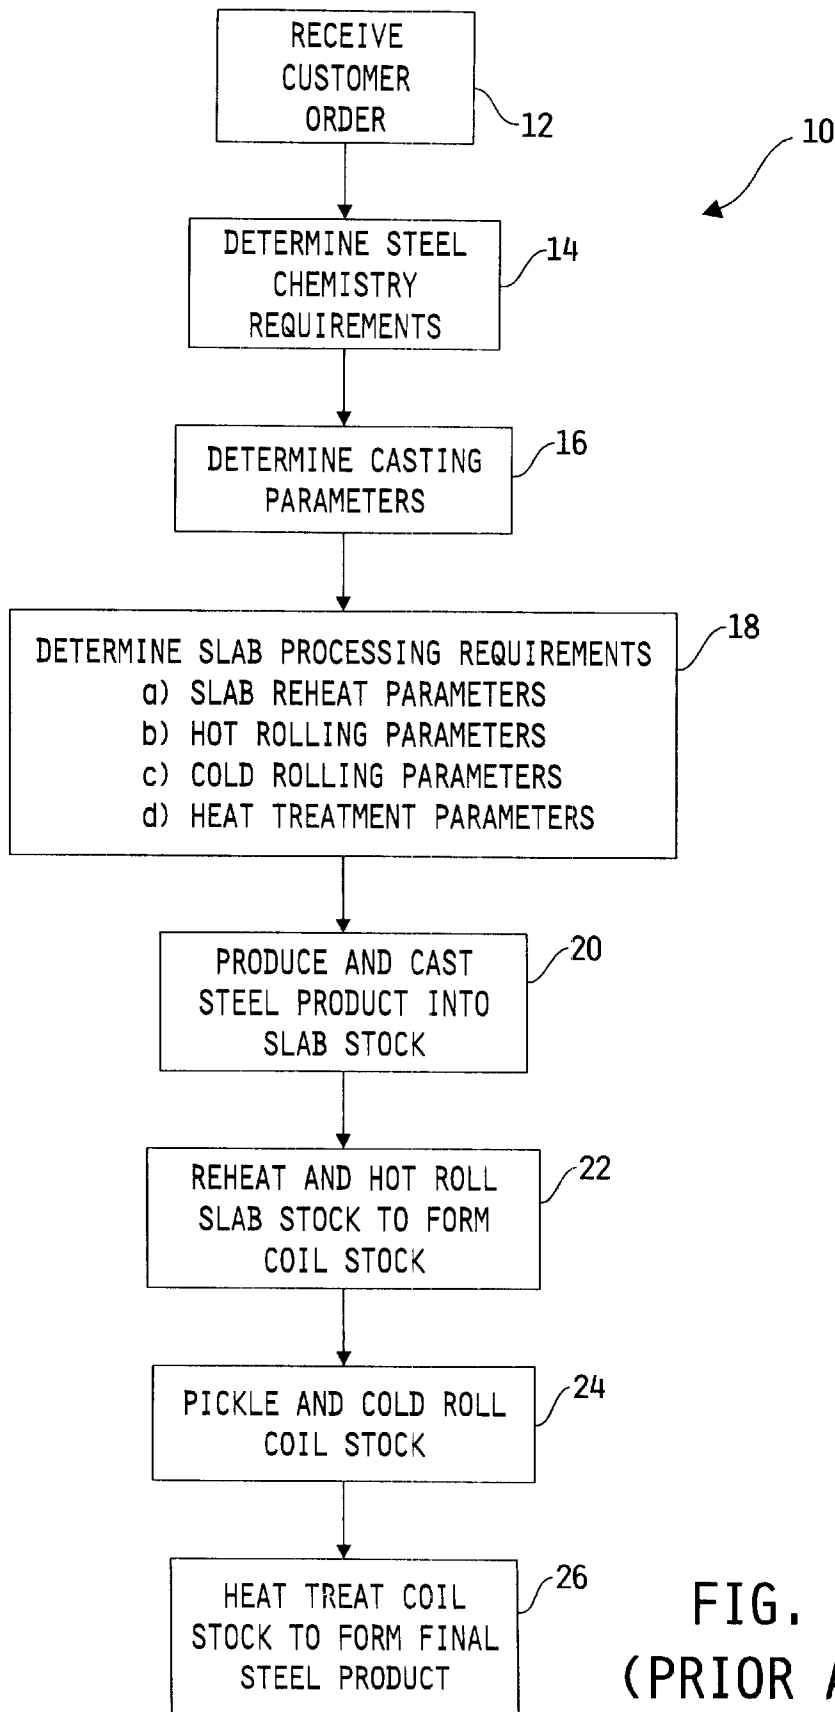 RECEIVE
CUSTOMER
ORDER
12
10
DETERMINE STEEL
CHEMISTRY
REQUIREMENTS
14
DETERMINE CASTING
PARAMETERS
16
DETERMINE SLAB PROCESSING REQUIREMENTS
a) SLAB REHEAT PARAMETERS
b) HOT ROLLING PARAMETERS
c) COLD ROLLING PARAMETERS
d) HEAT TREATMENT PARAMETERS
18
PRODUCE AND CAST
STEEL PRODUCT INTO
SLAB STOCK
20
REHEAT AND HOT ROLL
SLAB STOCK TO FORM
COIL STOCK
22
PICKLE AND COLD ROLL
COIL STOCK
24
HEAT TREAT COIL
STOCK TO FORM FINAL
STEEL PRODUCT
26
FIG.
(PRIOR